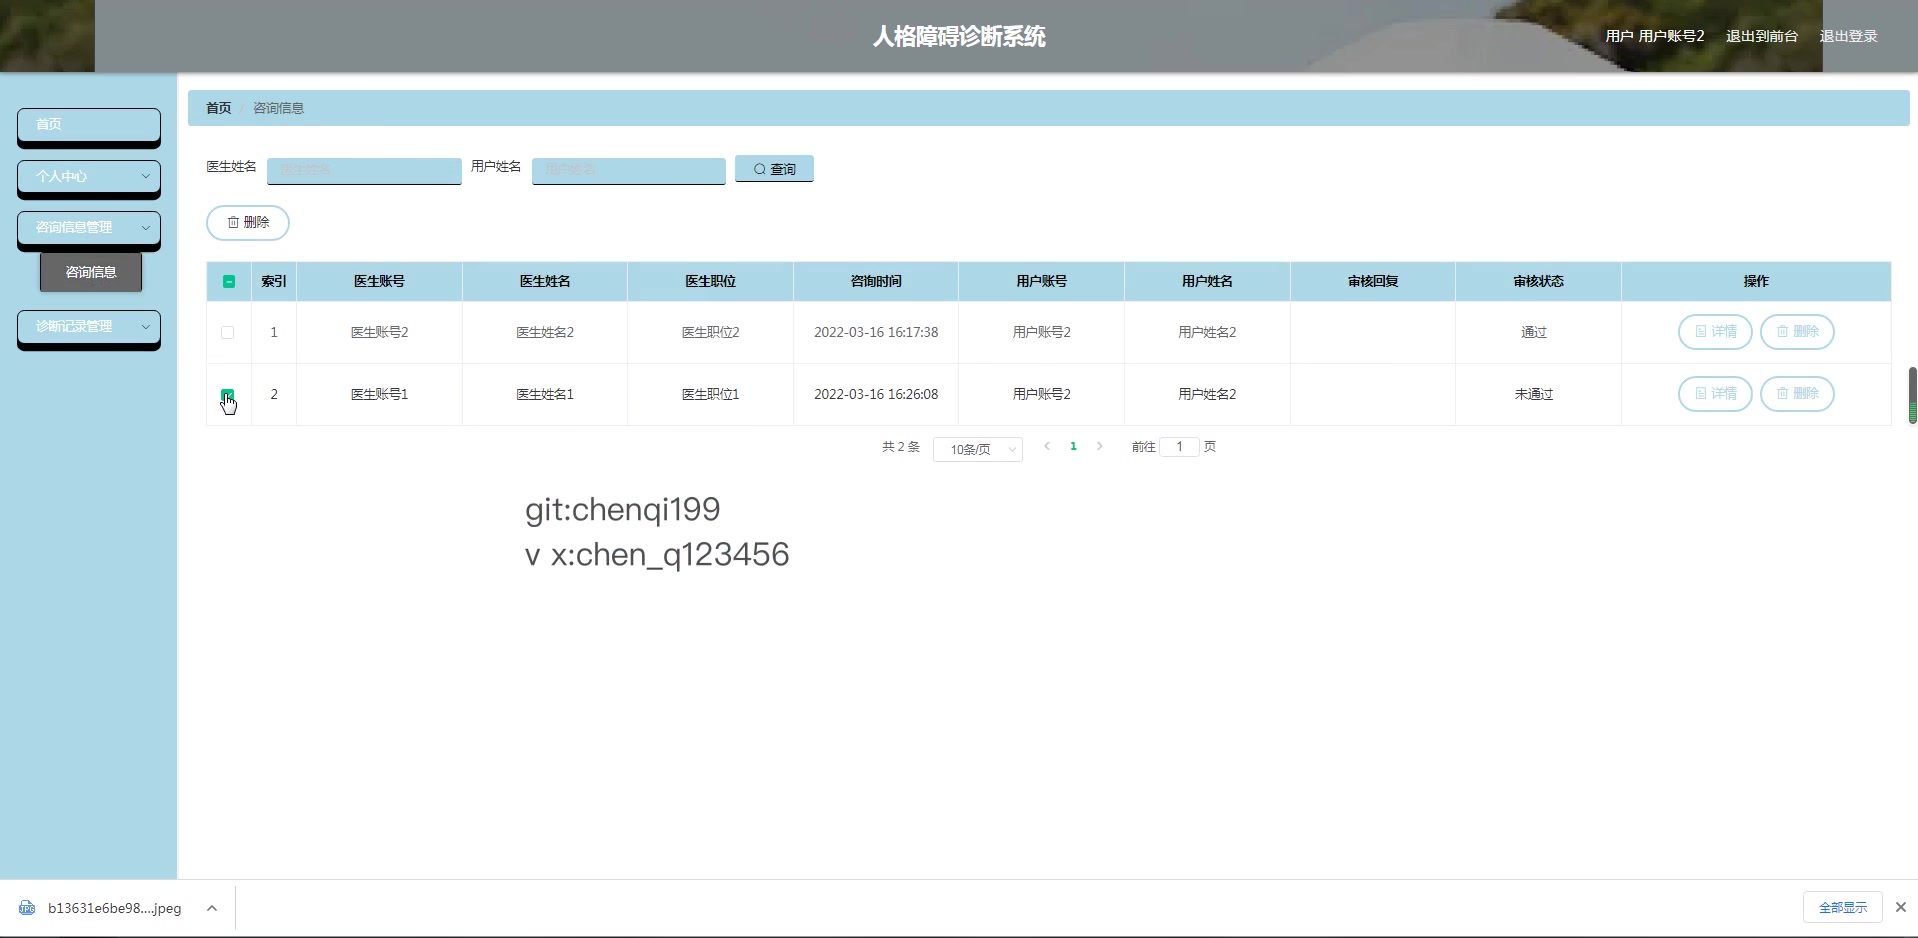 人格障碍诊断系统
用户 用户账号2 退出到前台 退出登录
首页
个人中心
咨询信息管理
咨询信息
诊断记录管理
首页 / 咨询信息
医生姓名 医生姓名 用户姓名 用户姓名 查询
删除
索引 医生账号 医生姓名 医生职位 咨询时间 用户账号 用户姓名 审核回复 审核状态 操作
1 医生账号2 医生姓名2 医生职位2 2022-03-16 16:17:38 用户账号2 用户姓名2 通过 详情 删除
2 医生账号1 医生姓名1 医生职位1 2022-03-16 16:26:08 用户账号2 用户姓名2 未通过 详情 删除
共 2 条 10条/页 1 前往 1 页
git:chenqi199
v x:chen_q123456
b13631e6be98....jpeg
全部显示